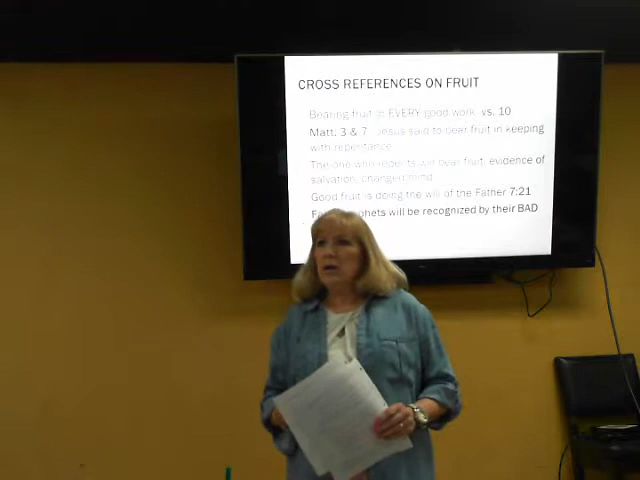 CROSS REFERENCES ON FRUIT
Bearing fruit in EVERY good work vs. 10
Matt. 3 & 7 Jesus said to bear fruit in keeping
with repentance
The one who repents will bear fruit, evidence of
salvation, changed mind
Good fruit is doing the will of the Father 7:21
will be recognized by their BAD